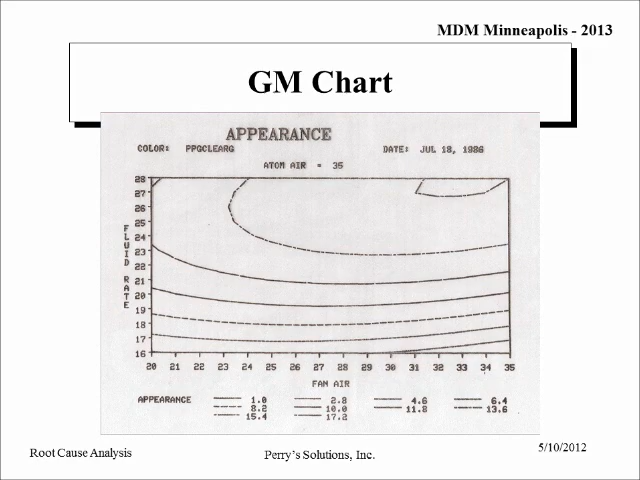 MDM Minneapolis - 2013
GM Chart
APPEARANCE
COLOR: PPGCLEARG DATE: JUL 18, 1986
ATOM AIR = 35
28
27
26
25
24
23
22
21
20
19
18
17
16
FLUID RATE
20 21 22 23 24 25 26 27 28 29 30 31 32 33 34 35
FAN AIR
APPEARANCE 1.0 2.8 4.6 6.4
8.2 10.0 11.8 13.6
15.4 17.2
Root Cause Analysis
Perry's Solutions, Inc.
5/10/2012